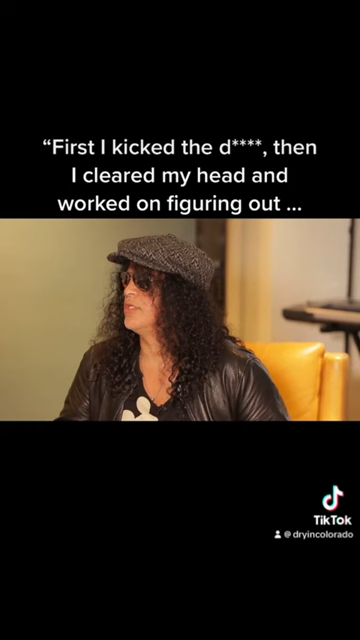 “First I kicked the d****, then
I cleared my head and
worked on figuring out ...
TikTok
@dryincolorado